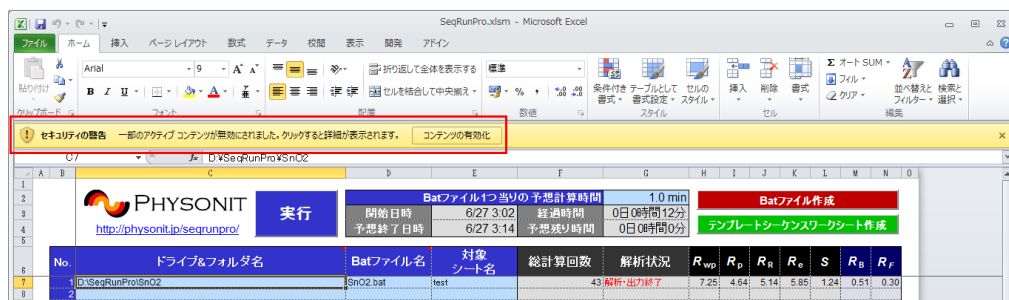 SeqRunPro.xlsm - Microsoft Excel
ファイル ホーム 挿入 ページ レイアウト 数式 データ 校閲 表示 開発 アドイン
Arial 9 折り返して全体を表示する 標準 Σ オート SUM
貼り付け B I U セルを結合して中央揃え % , 条件付き 書式 テーブルとして 書式設定 セルの スタイル 挿入 削除 書式 フィル クリア 並べ替えと フィルター 検索と 選択
クリップボード フォント 配置 数値 スタイル セル 編集
セキュリティの警告 一部のアクティブ コンテンツが無効にされました。クリックすると詳細が表示されます。 コンテンツの有効化
C7 fx D:¥SeqRunPro¥SnO2
A B C D E F G H I J K L M N O
1
2 PHYSONIT 実行 Batファイル1つ当りの予想計算時間 1.0 min Batファイル作成
3 開始日時 6/27 3:02 経過時間 0日0時間12分
4 http://physonit.jp/seqrunpro/ 予想終了日時 6/27 3:14 予想残り時間 0日0時間0分 テンプレートシーケンスワークシート作成
5
6 No. ドライブ&フォルダ名 Batファイル名 対象シート名 総計算回数 解析状況 Rwp Rp RR Re S RB RF
7 1 D:\SeqRunPro\SnO2 SnO2.bat test 43 解析・出力終了 7.25 4.64 5.14 5.85 1.24 0.51 0.30
8 2